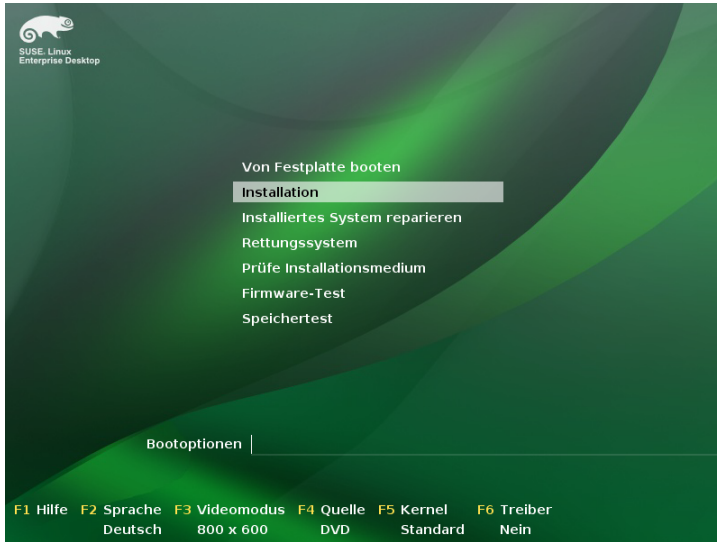 SUSE. Linux
Enterprise Desktop
Von Festplatte booten
Installation
Installiertes System reparieren
Rettungssystem
Prüfe Installationsmedium
Firmware-Test
Speichertest
Bootoptionen
F1 Hilfe F2 Sprache F3 Videomodus F4 Quelle F5 Kernel F6 Treiber
Deutsch 800 x 600 DVD Standard Nein